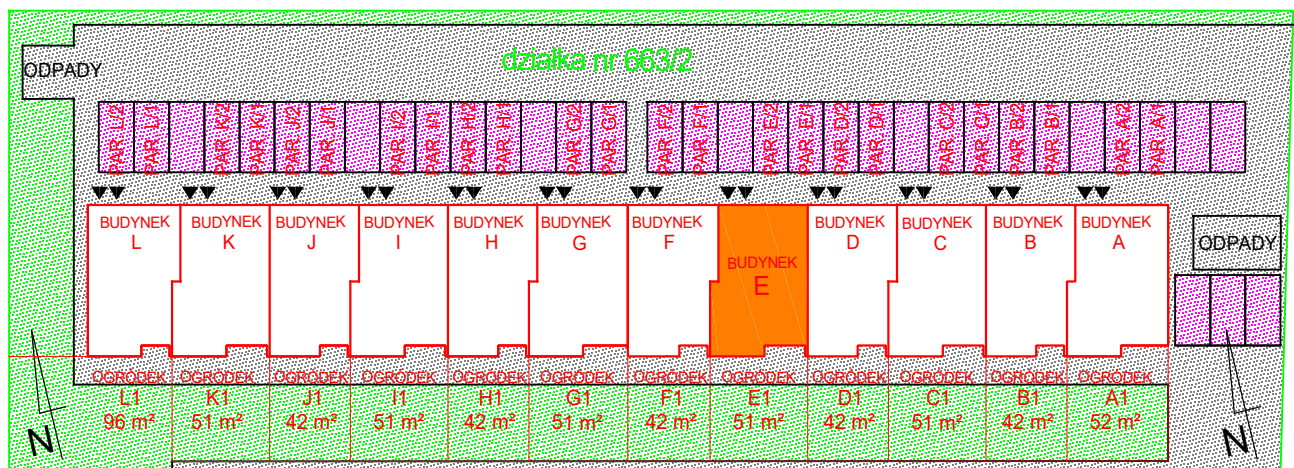 działka nr 663/2
ODPADY
PAR. L/2
PAR. L/1
PAR. K/2
PAR. K/1
PAR. J/2
PAR. J/1
PAR. I/2
PAR. I/1
PAR. H/2
PAR. H/1
PAR. G/2
PAR. G/1
PAR. F/2
PAR. F/1
PAR. E/2
PAR. E/1
PAR. D/2
PAR. D/1
PAR. C/2
PAR. C/1
PAR. B/2
PAR. B/1
PAR. A/2
PAR. A/1
BUDYNEK
L
BUDYNEK
K
BUDYNEK
J
BUDYNEK
I
BUDYNEK
H
BUDYNEK
G
BUDYNEK
F
BUDYNEK
E
BUDYNEK
D
BUDYNEK
C
BUDYNEK
B
BUDYNEK
A
ODPADY
OGRÓDEK
L1
96 m²
OGRÓDEK
K1
51 m²
OGRÓDEK
J1
42 m²
OGRÓDEK
I1
51 m²
OGRÓDEK
H1
42 m²
OGRÓDEK
G1
51 m²
OGRÓDEK
F1
42 m²
OGRÓDEK
E1
51 m²
OGRÓDEK
D1
42 m²
OGRÓDEK
C1
51 m²
OGRÓDEK
B1
42 m²
OGRÓDEK
A1
52 m²
N
N